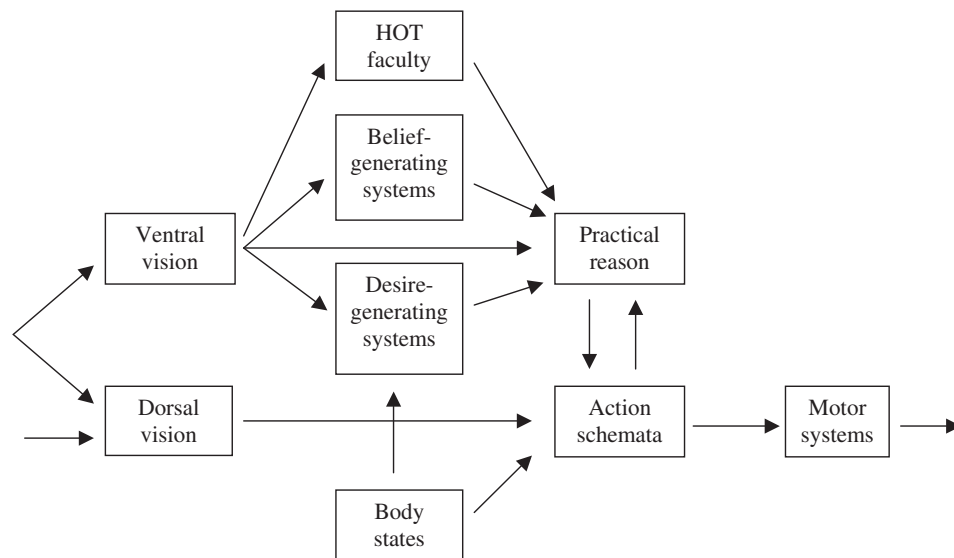 HOT
faculty
Belief-
generating
systems
Ventral
vision
Practical
reason
Desire-
generating
systems
Dorsal
vision
Action
schemata
Motor
systems
Body
states